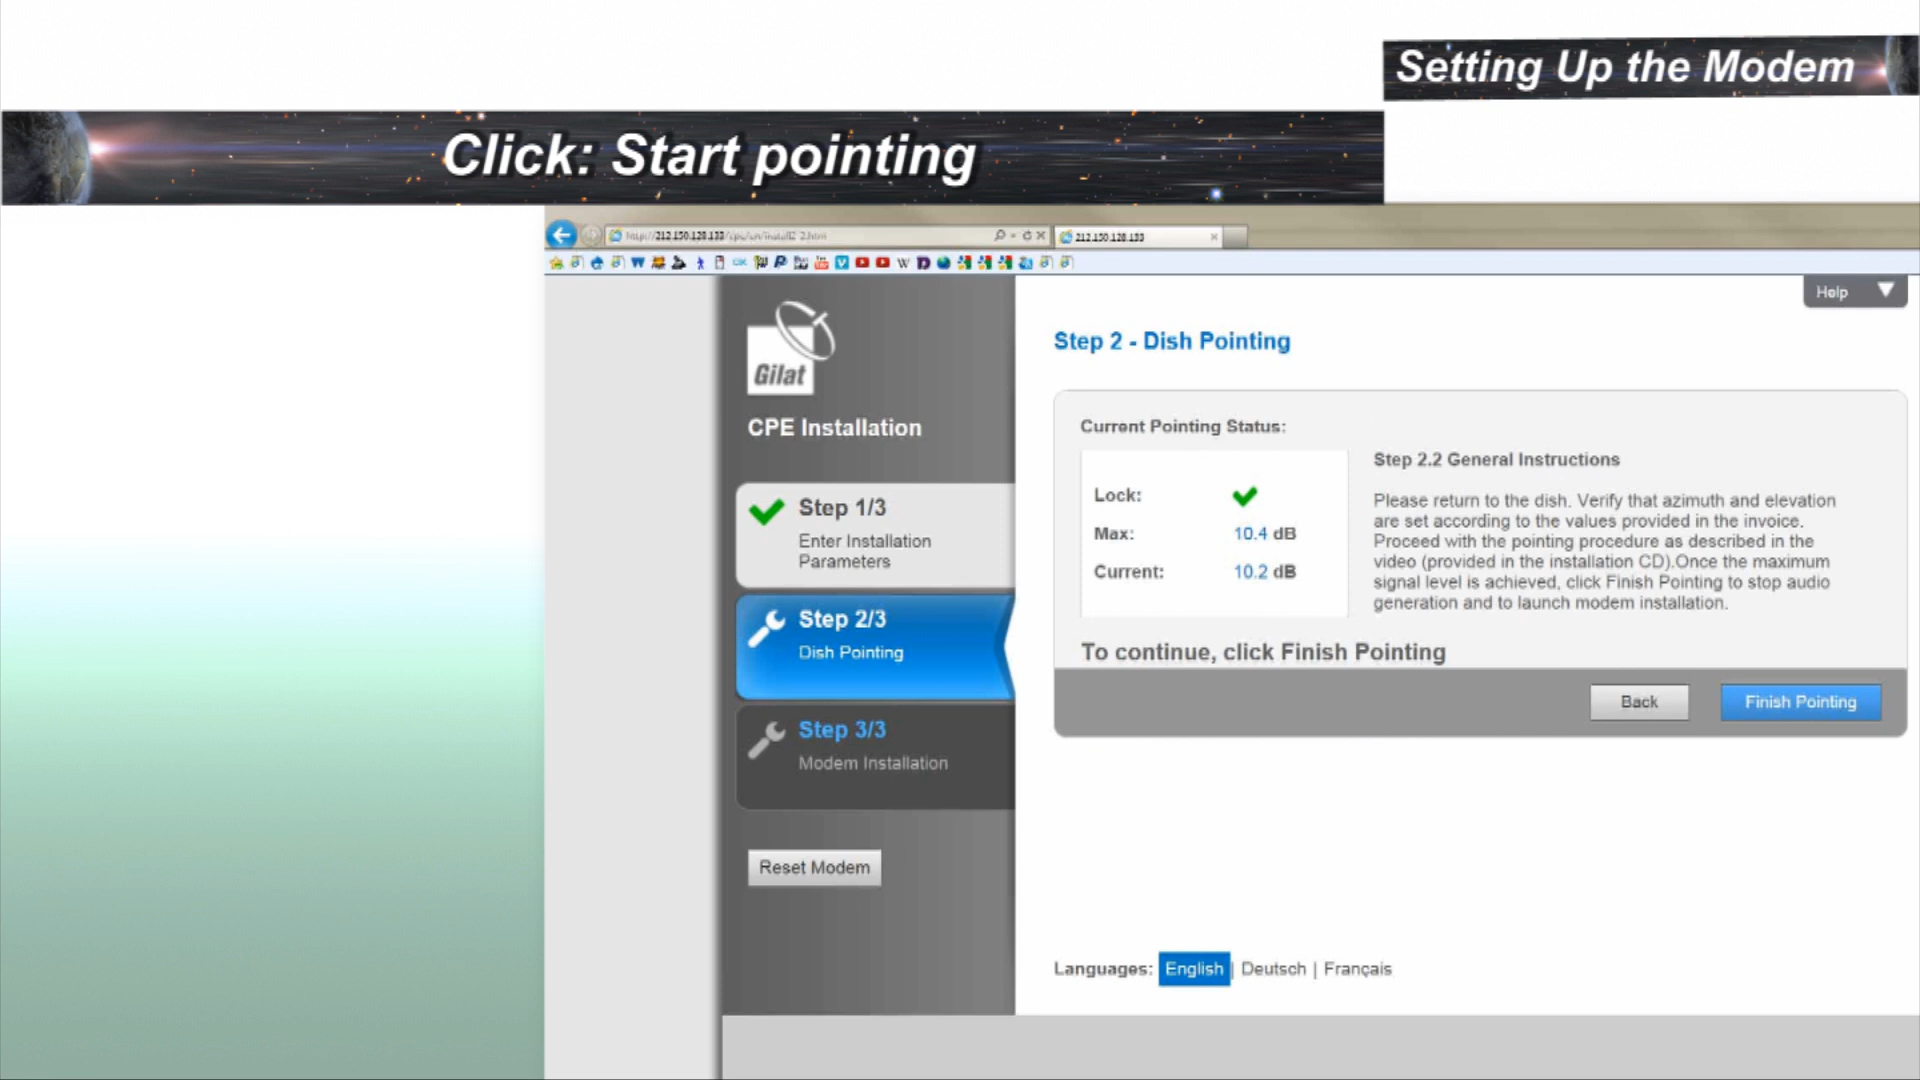 Setting Up the Modem
Click: Start pointing
212.150.128.133
Help
Gilat
Step 2 - Dish Pointing
CPE Installation
Current Pointing Status:
Step 2.2 General Instructions
Lock:
Max: 10.4 dB
Current: 10.2 dB
Please return to the dish. Verify that azimuth and elevation
are set according to the values provided in the invoice.
Proceed with the pointing procedure as described in the
video (provided in the installation CD).Once the maximum
signal level is achieved, click Finish Pointing to stop audio
generation and to launch modem installation.
To continue, click Finish Pointing
Back
Finish Pointing
Step 1/3
Enter Installation
Parameters
Step 2/3
Dish Pointing
Step 3/3
Modem Installation
Reset Modem
Languages: English | Deutsch | Français